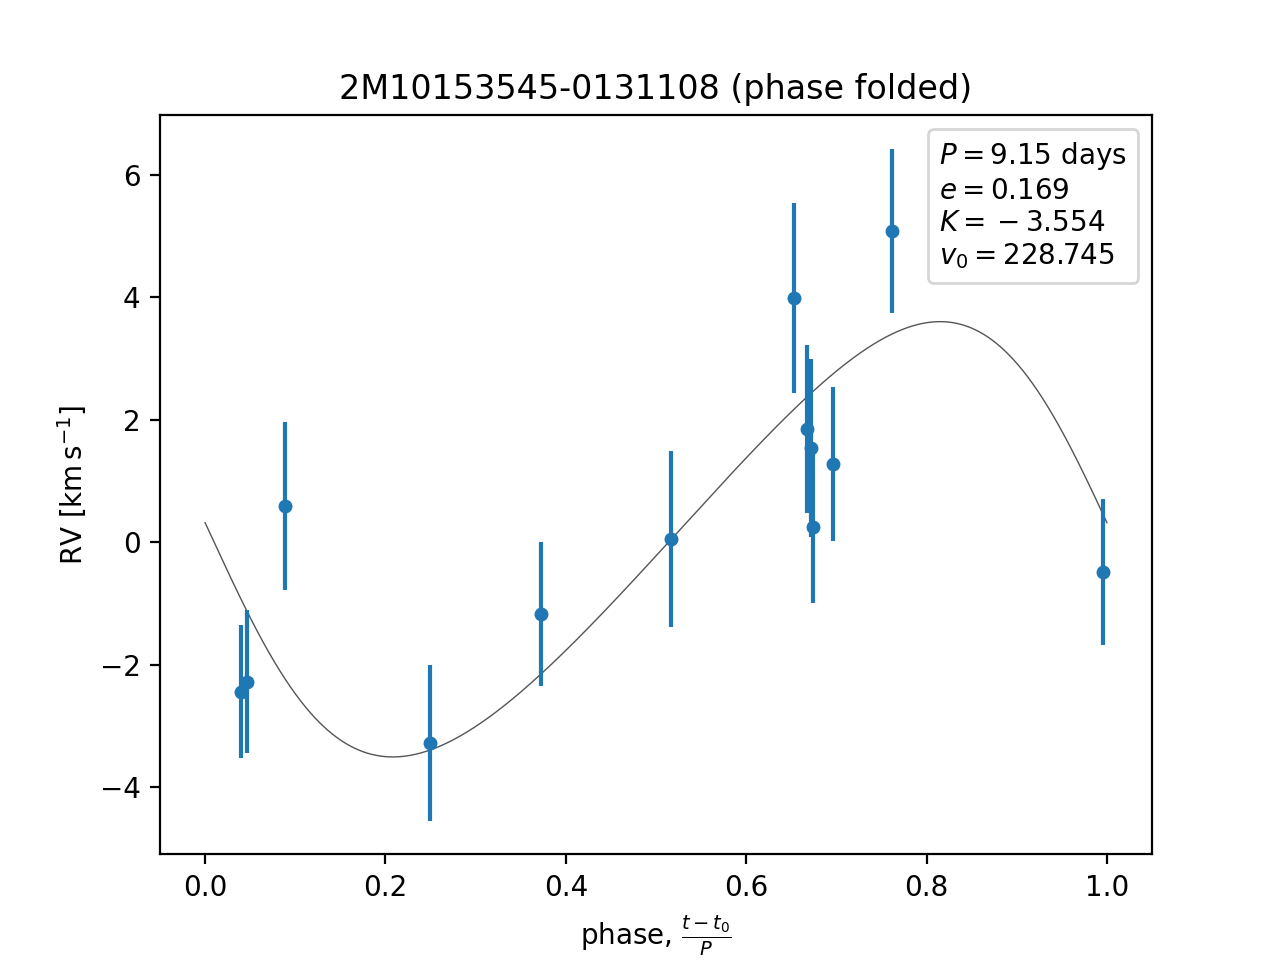 2M10153545-0131108 (phase folded)
P = 9.15 days
e = 0.169
K = −3.554
v₀ = 228.745
RV [km s⁻¹]
6
4
2
0
−2
−4
0.0 0.2 0.4 0.6 0.8 1.0
phase, (t − t₀)/P